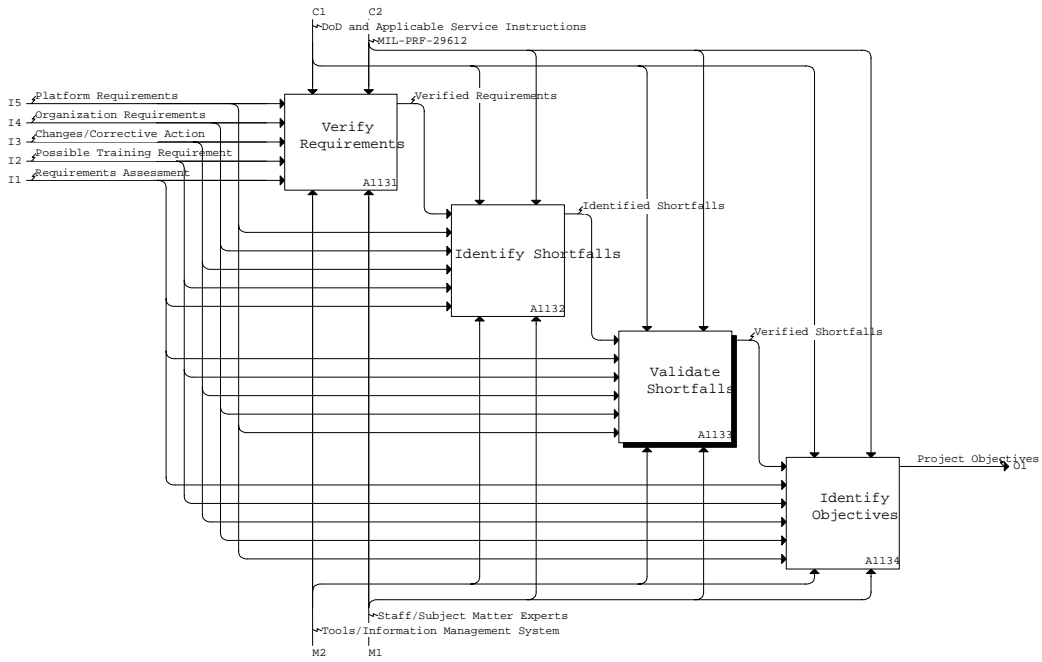 C1 C2
DoD and Applicable Service Instructions
MIL-PRF-29612
I5 Platform Requirements
Verified Requirements
I4 Organization Requirements
Verify
Requirements
I3 Changes/Corrective Action
I2 Possible Training Requirement
I1 Requirements Assessment
A1131
Identified Shortfalls
Identify Shortfalls
A1132
Verified Shortfalls
Validate
Shortfalls
A1133
Project Objectives
O1
Identify
Objectives
A1134
Staff/Subject Matter Experts
Tools/Information Management System
M2 M1